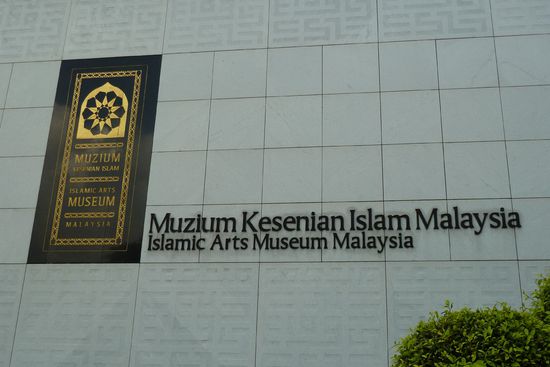 MUZIUM
KESENIAN ISLAM
ISLAMIC ARTS
MUSEUM
MALAYSIA
Muzium Kesenian Islam Malaysia
Islamic Arts Museum Malaysia